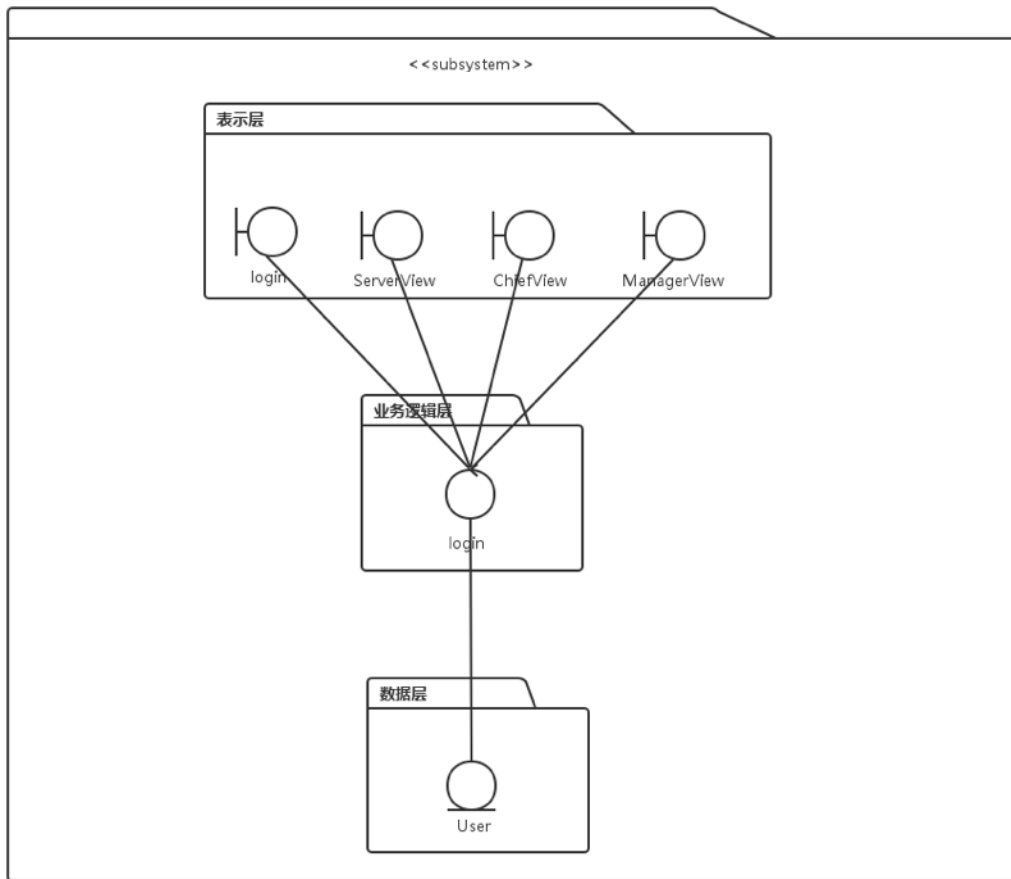 <<subsystem>>
表示层
login
ServerView
ChiefView
ManagerView
业务逻辑层
login
数据层
User